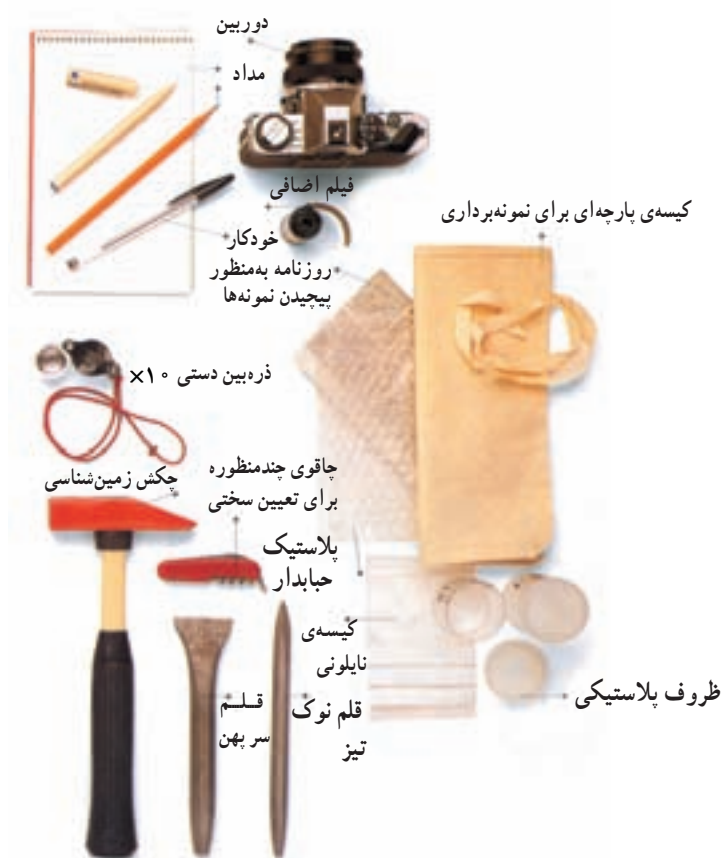 دوربین
مداد
فیلم اضافی
خودکار
روزنامه به‌منظور
پیچیدن نمونه‌ها
کیسه‌ی پارچه‌ای برای نمونه‌برداری
ذره‌بین دستی ×۱۰
چکش زمین‌شناسی
چاقوی چندمنظوره
برای تعیین سختی
پلاستیک
حبابدار
کیسه‌ی
نایلونی
ظروف پلاستیکی
قلم نوک
تیز
قلم
سر پهن